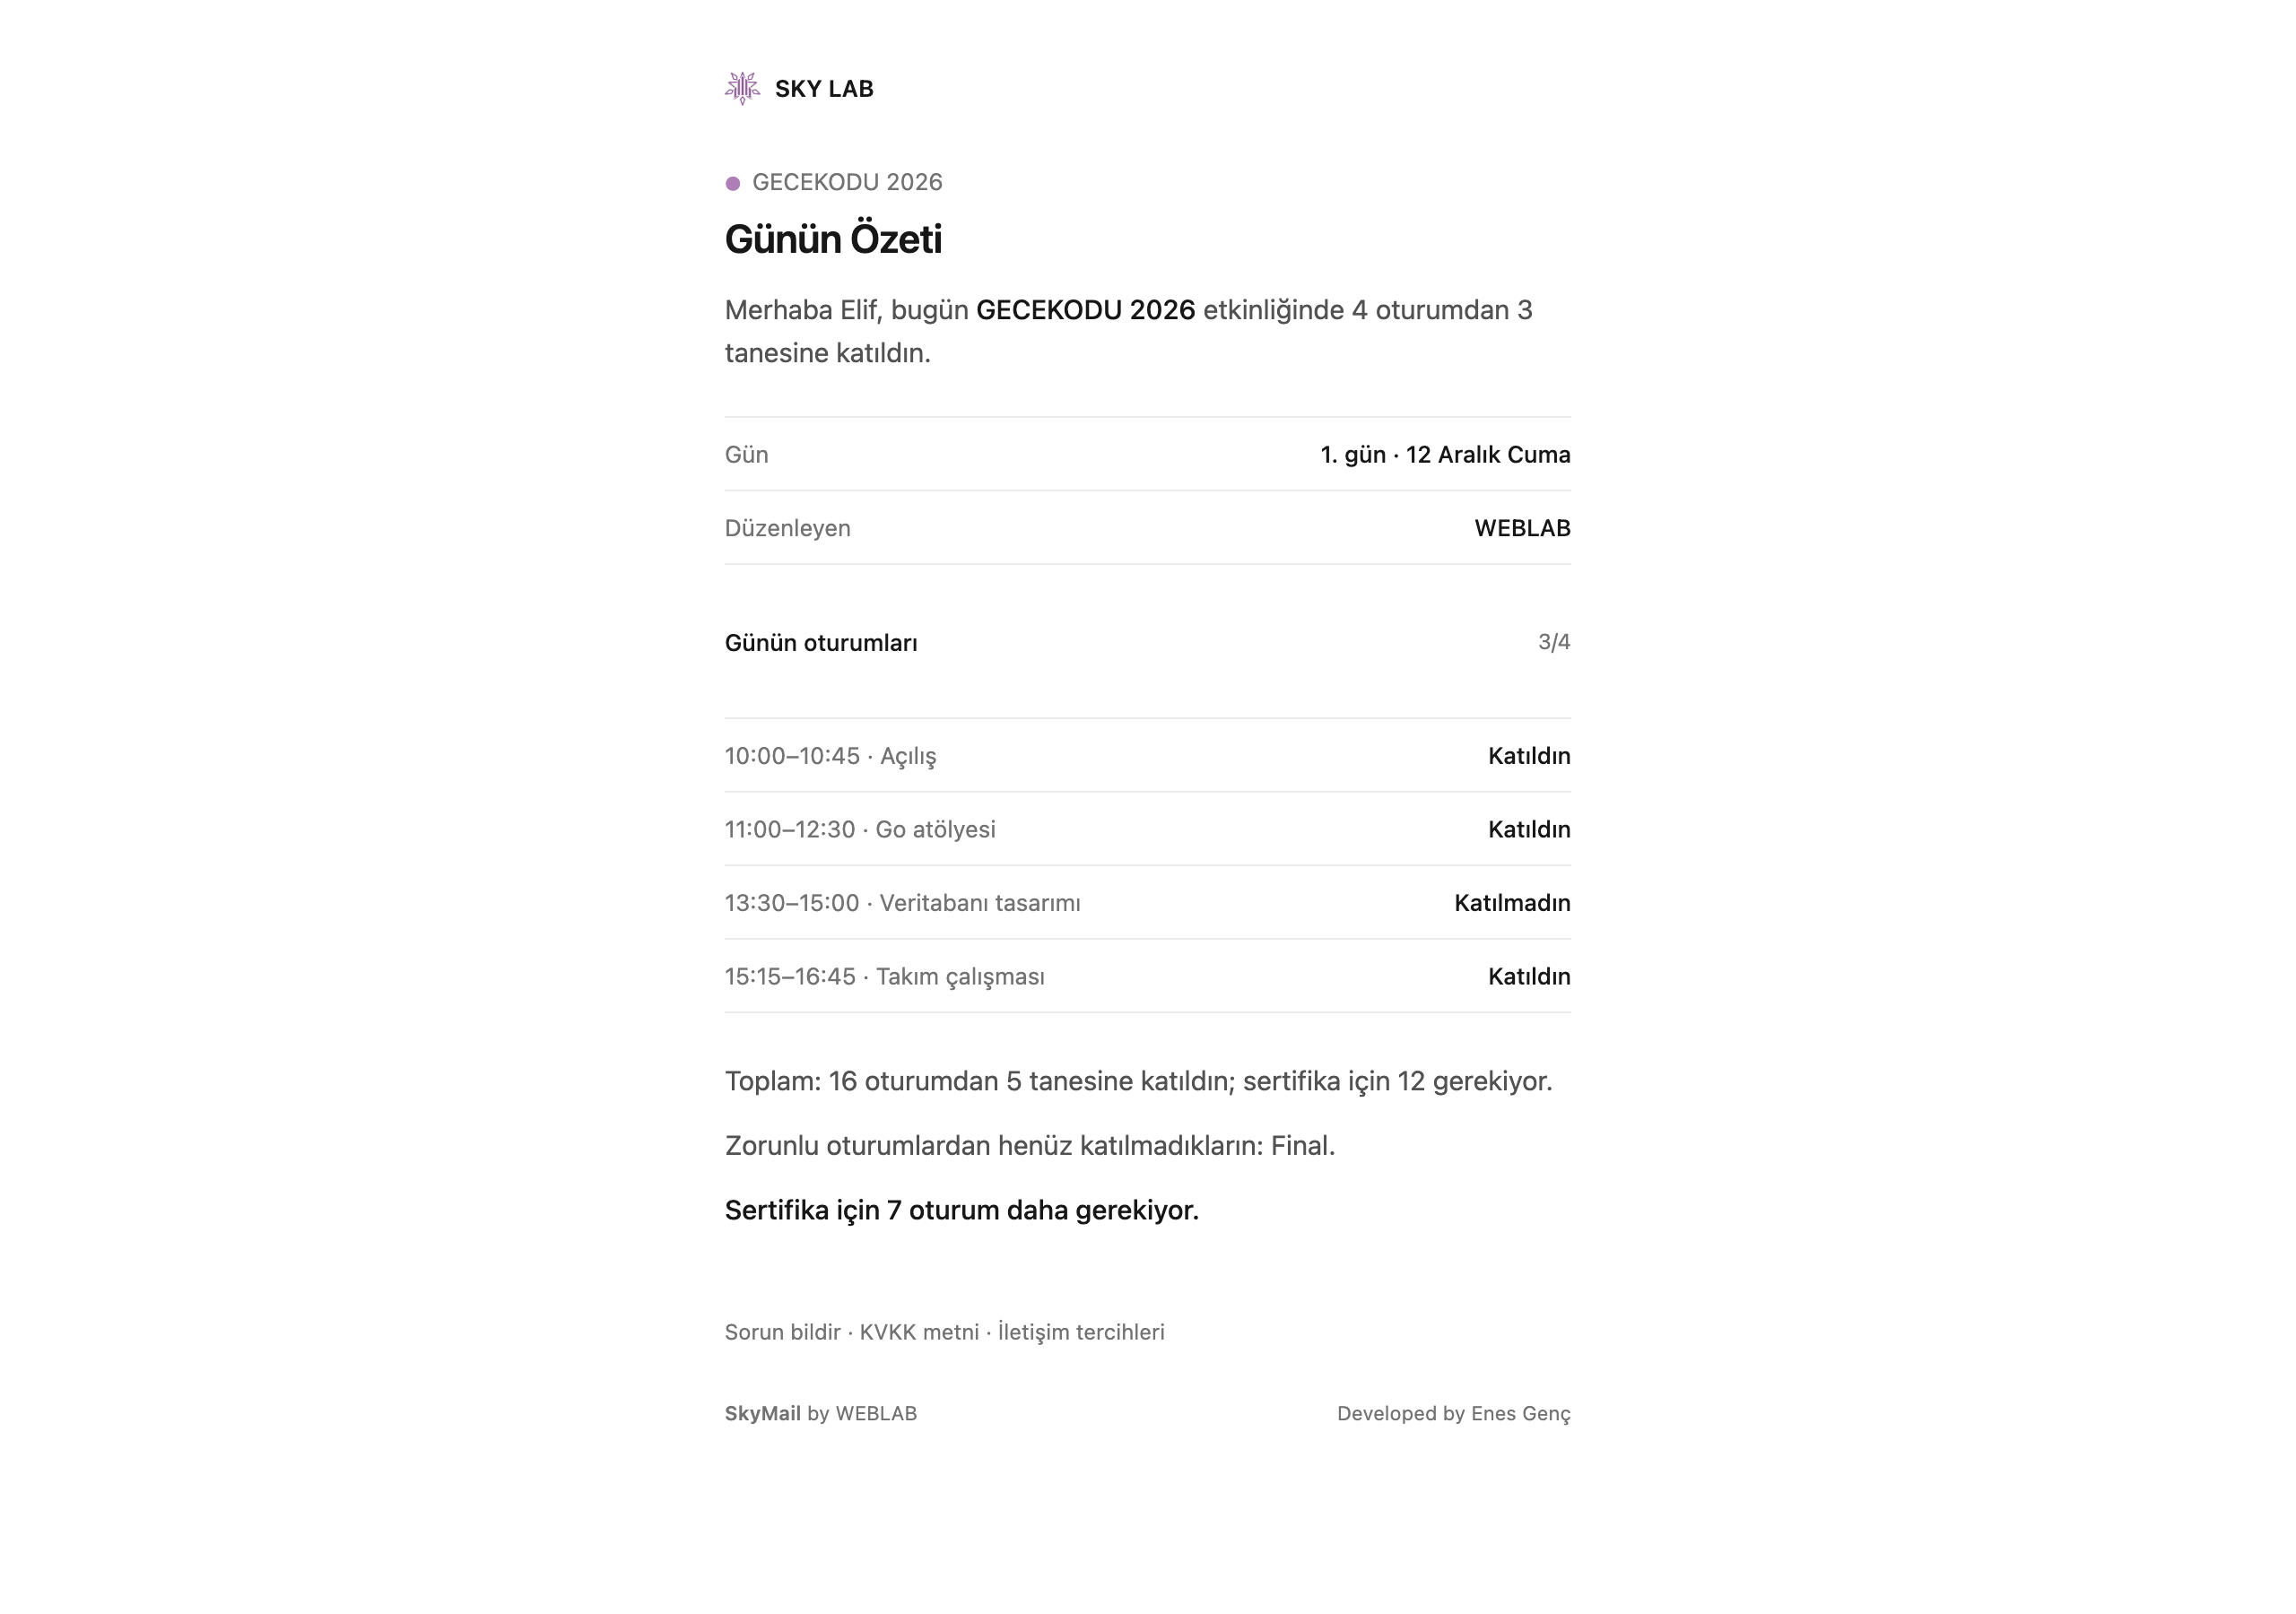 SKY LAB
GECEKODU 2026
Günün Özeti
Merhaba Elif, bugün GECEKODU 2026 etkinliğinde 4 oturumdan 3
tanesine katıldın.
Gün 1. gün · 12 Aralık Cuma
Düzenleyen WEBLAB
Günün oturumları 3/4
10:00–10:45 · Açılış Katıldın
11:00–12:30 · Go atölyesi Katıldın
13:30–15:00 · Veritabanı tasarımı Katılmadın
15:15–16:45 · Takım çalışması Katıldın
Toplam: 16 oturumdan 5 tanesine katıldın; sertifika için 12 gerekiyor.
Zorunlu oturumlardan henüz katılmadıkların: Final.
Sertifika için 7 oturum daha gerekiyor.
Sorun bildir · KVKK metni · İletişim tercihleri
SkyMail by WEBLAB Developed by Enes Genç